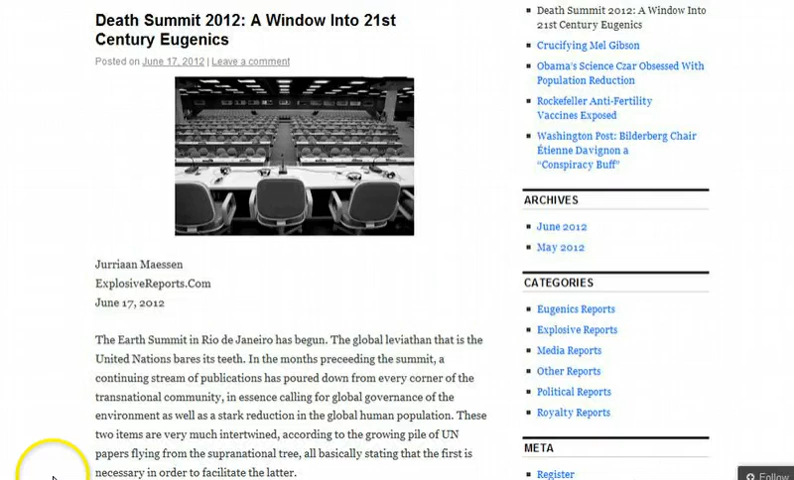 Death Summit 2012: A Window Into 21st
Century Eugenics
Posted on June 17, 2012 | Leave a comment
Jurriaan Maessen
ExplosiveReports.Com
June 17, 2012
The Earth Summit in Rio de Janeiro has begun. The global leviathan that is the
United Nations bares its teeth. In the months preceeding the summit, a
continuing stream of publications has poured down from every corner of the
transnational community, in essence calling for global governance of the
environment as well as a stark reduction in the global human population. These
two items are very much intertwined, according to the growing pile of UN
papers flying from the supranational tree, all basically stating that the first is
necessary in order to facilitate the latter.
Death Summit 2012: A Window Into
21st Century Eugenics
Crucifying Mel Gibson
Obama's Science Czar Obsessed With
Population Reduction
Rockefeller Anti-Fertility
Vaccines Exposed
Washington Post: Bilderberg Chair
Étienne Davignon a
“Conspiracy Buff”
ARCHIVES
June 2012
May 2012
CATEGORIES
Eugenics Reports
Explosive Reports
Media Reports
Other Reports
Political Reports
Royalty Reports
META
Register
Follow